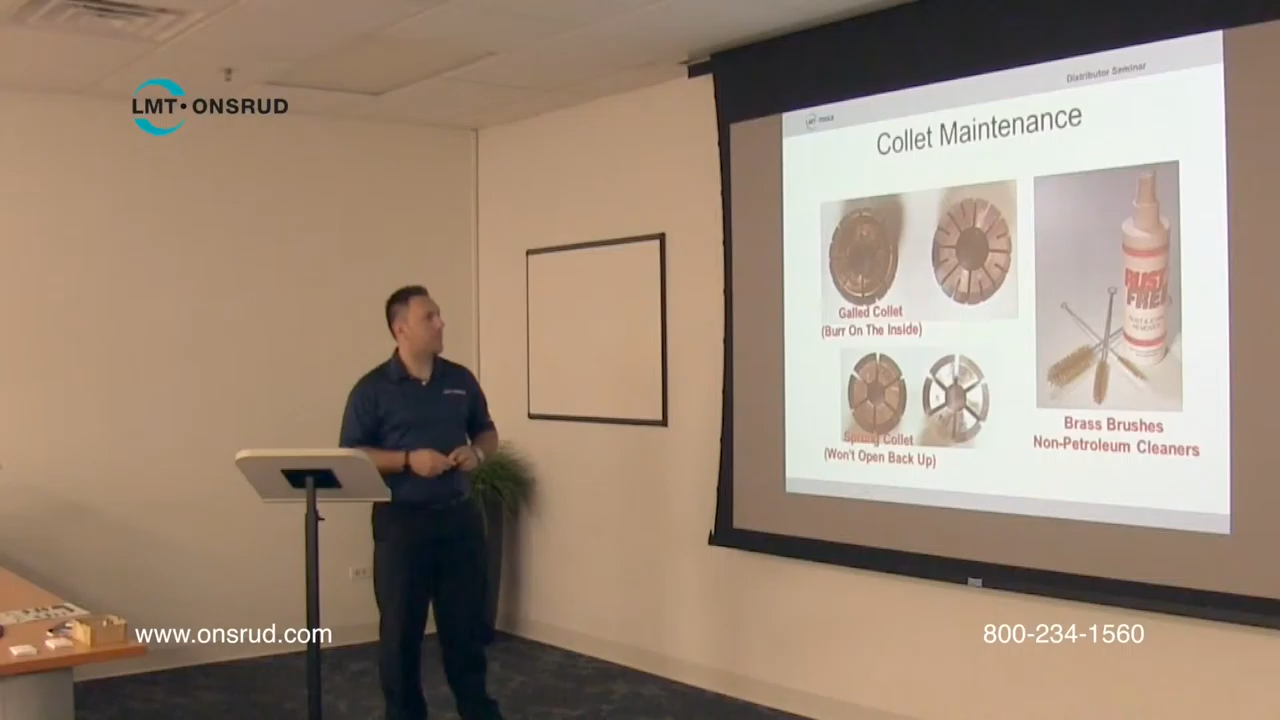 LMT•ONSRUD
Distributor Seminar
Collet Maintenance
Galled Collet
(Burr On The Inside)
RUST
FREE
Sprung Collet
(Won't Open Back Up)
Brass Brushes
Non-Petroleum Cleaners
www.onsrud.com
800-234-1560